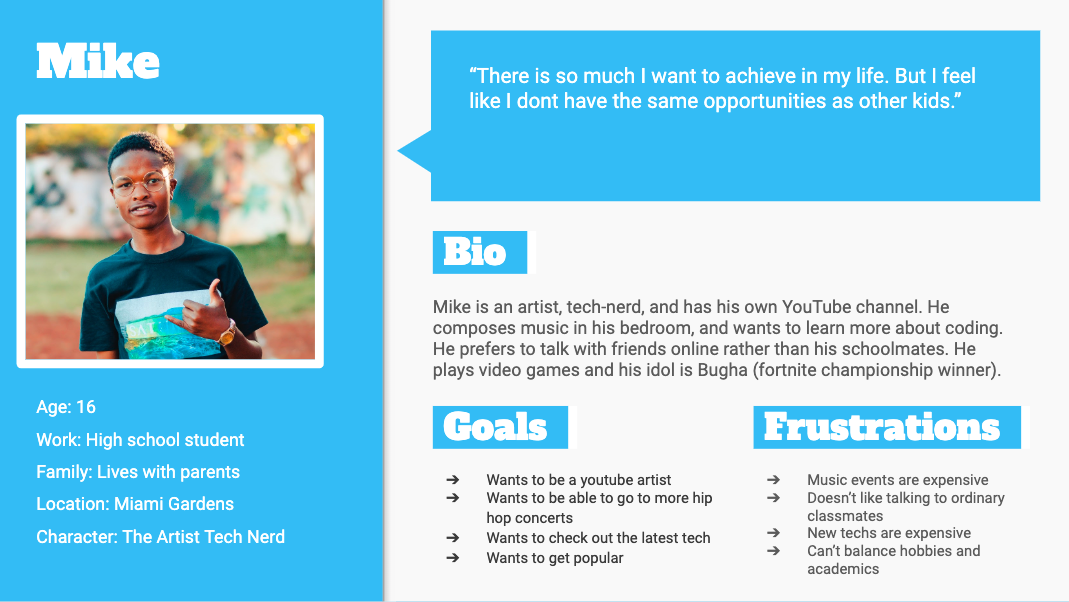 Mike
“There is so much I want to achieve in my life. But I feel
like I dont have the same opportunities as other kids.”
Bio
Mike is an artist, tech-nerd, and has his own YouTube channel. He
composes music in his bedroom, and wants to learn more about coding.
He prefers to talk with friends online rather than his schoolmates. He
plays video games and his idol is Bugha (fortnite championship winner).
Age: 16
Work: High school student
Family: Lives with parents
Location: Miami Gardens
Character: The Artist Tech Nerd
Goals
➔ Wants to be a youtube artist
➔ Wants to be able to go to more hip
hop concerts
➔ Wants to check out the latest tech
➔ Wants to get popular
Frustrations
➔ Music events are expensive
➔ Doesn’t like talking to ordinary
classmates
➔ New techs are expensive
➔ Can’t balance hobbies and
academics